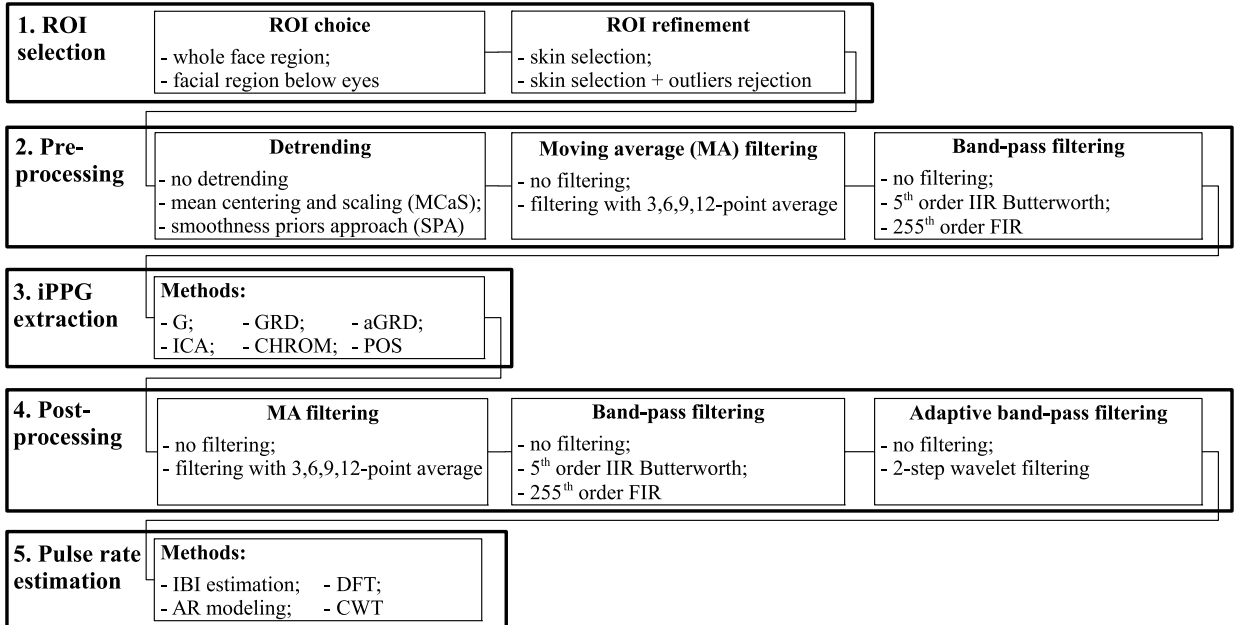 1. ROI
selection
ROI choice
- whole face region;
- facial region below eyes
ROI refinement
- skin selection;
- skin selection + outliers rejection
2. Pre-
processing
Detrending
- no detrending
- mean centering and scaling (MCaS);
- smoothness priors approach (SPA)
Moving average (MA) filtering
- no filtering;
- filtering with 3,6,9,12-point average
Band-pass filtering
- no filtering;
- 5th order IIR Butterworth;
- 255th order FIR
3. iPPG
extraction
Methods:
- G; - GRD; - aGRD;
- ICA; - CHROM; - POS
4. Post-
processing
MA filtering
- no filtering;
- filtering with 3,6,9,12-point average
Band-pass filtering
- no filtering;
- 5th order IIR Butterworth;
- 255th order FIR
Adaptive band-pass filtering
- no filtering;
- 2-step wavelet filtering
5. Pulse rate
estimation
Methods:
- IBI estimation; - DFT;
- AR modeling; - CWT